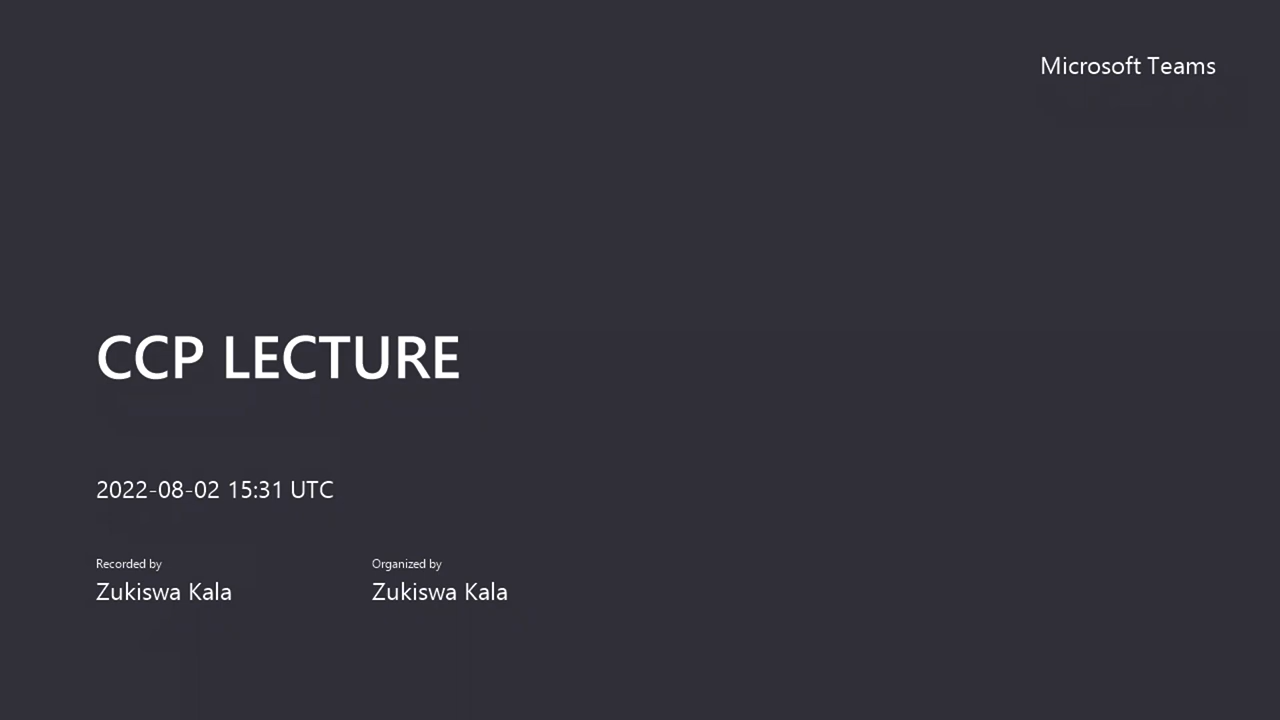 Microsoft Teams
CCP LECTURE
2022-08-02 15:31 UTC
Recorded by
Zukiswa Kala
Organized by
Zukiswa Kala